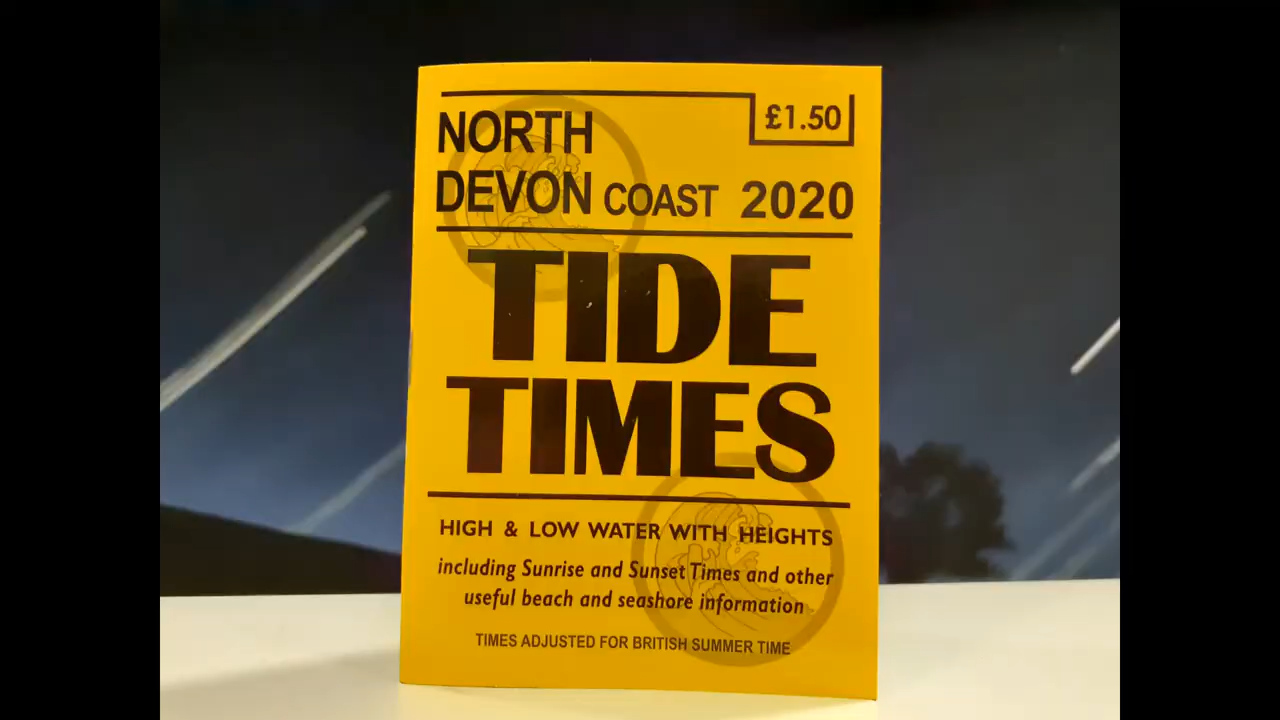 £1.50
NORTH
DEVON COAST 2020
TIDE
TIMES
HIGH & LOW WATER WITH HEIGHTS
including Sunrise and Sunset Times and other
useful beach and seashore information
TIMES ADJUSTED FOR BRITISH SUMMER TIME